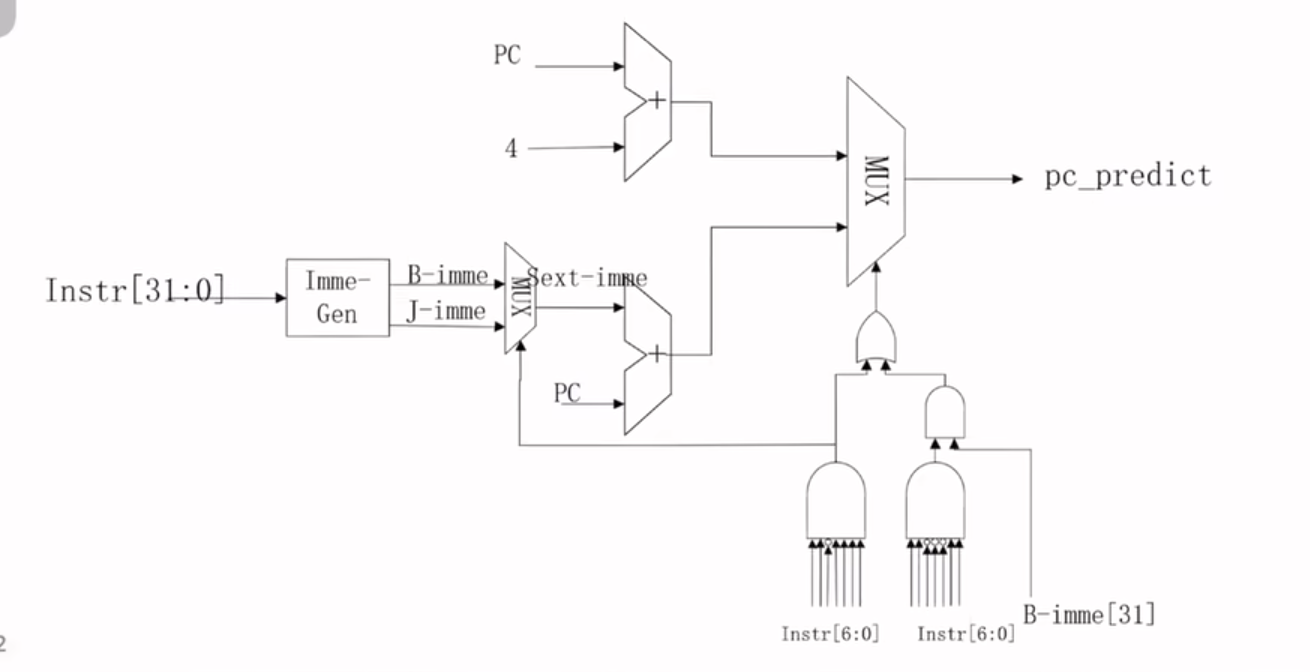 PC
+
4
MUX
pc_predict
Instr[31:0]
Imme-
Gen
B-imme
J-imme
MUX
Sext-imme
+
PC
B-imme[31]
Instr[6:0]
Instr[6:0]
2